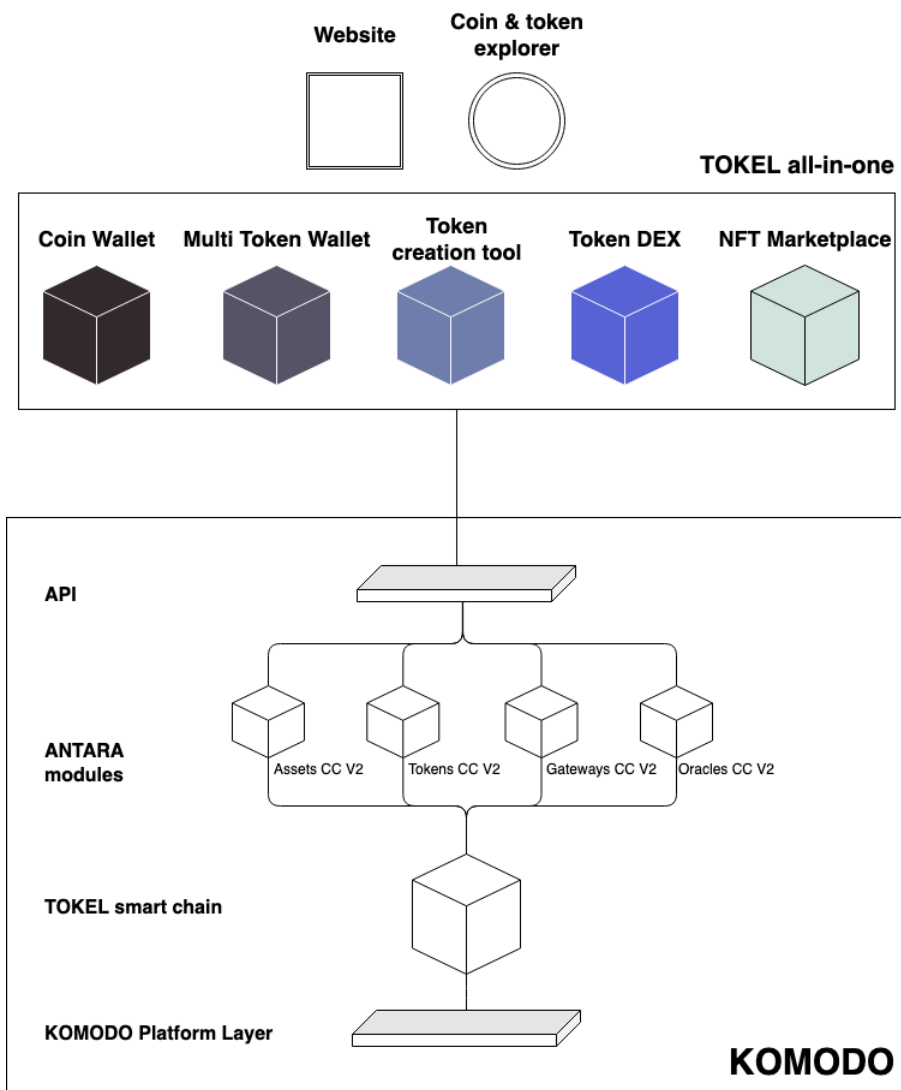 Website
Coin & token
explorer
TOKEL all-in-one
Coin Wallet
Multi Token Wallet
Token
creation tool
Token DEX
NFT Marketplace
API
ANTARA
modules
Assets CC V2
Tokens CC V2
Gateways CC V2
Oracles CC V2
TOKEL smart chain
KOMODO Platform Layer
KOMODO